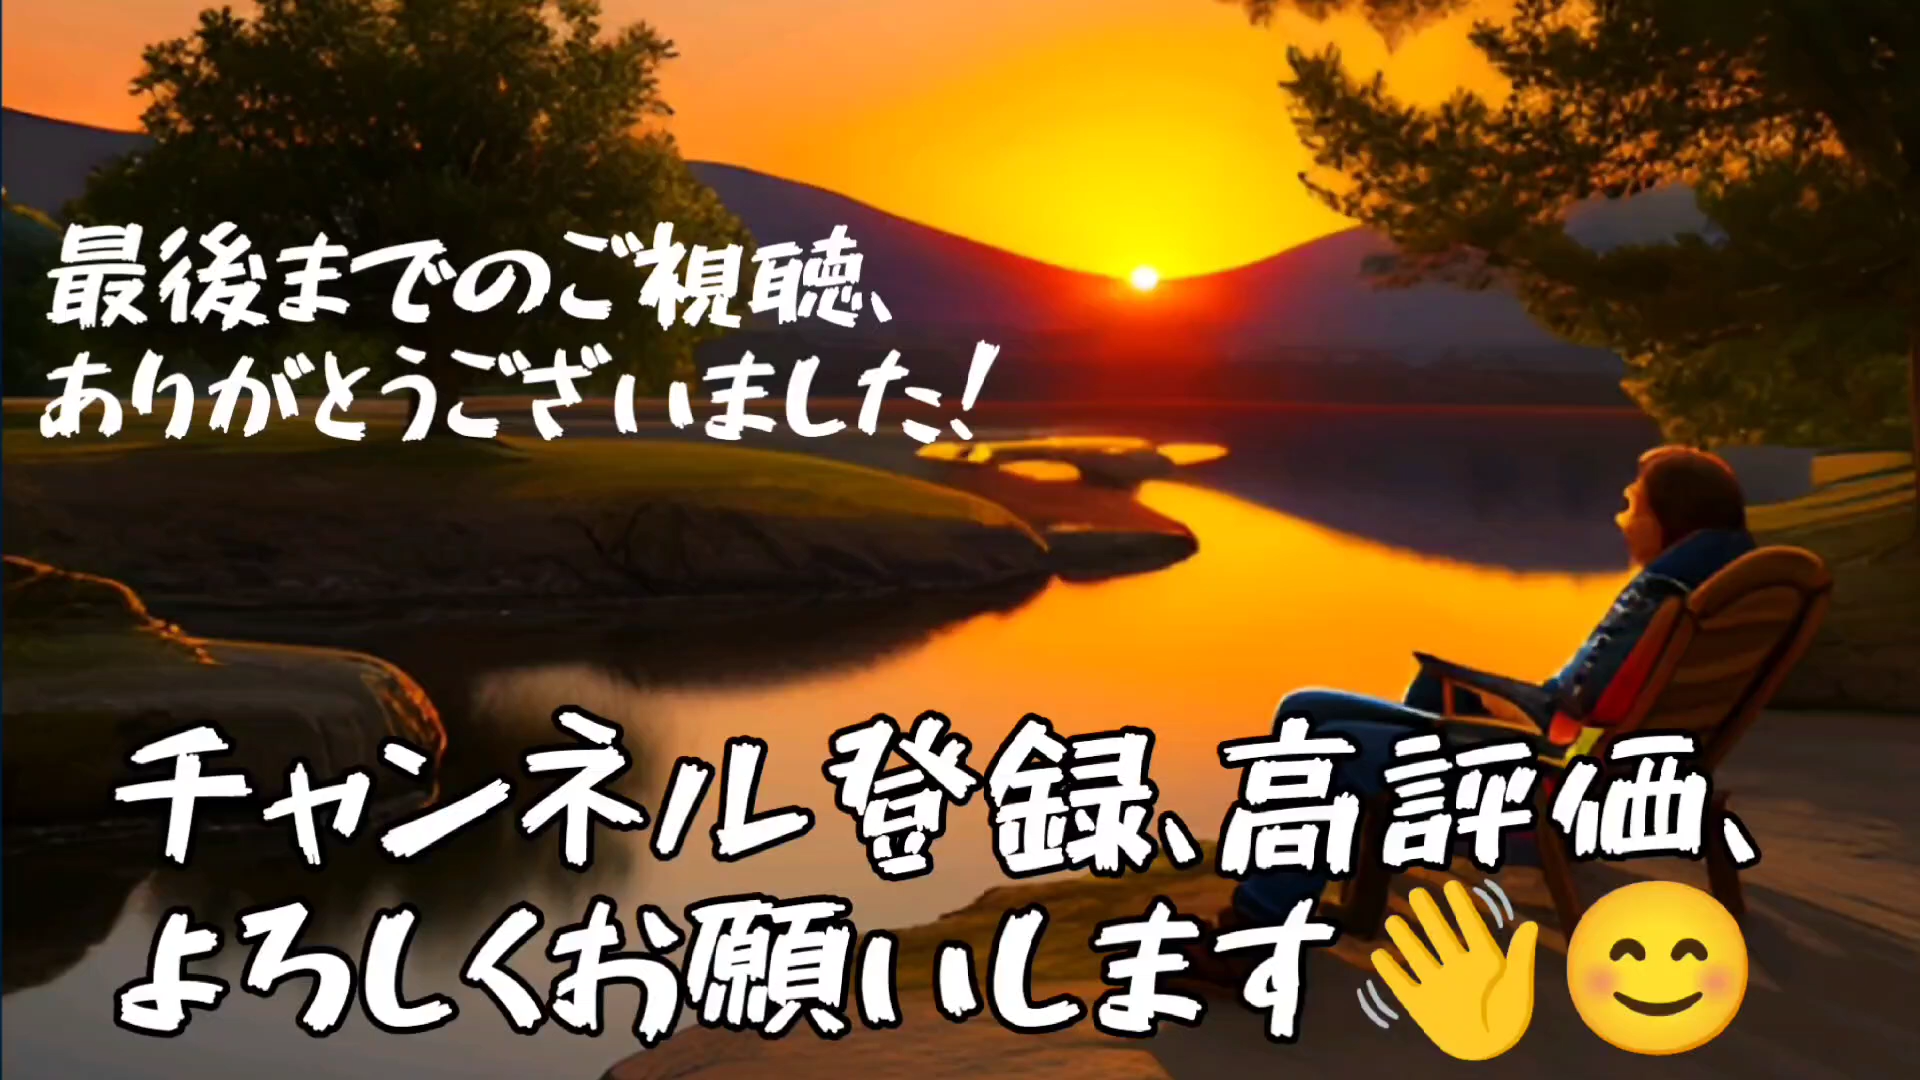 最後までのご視聴、
ありがとうございました!
チャンネル登録、高評価、
よろしくお願いします👋😊